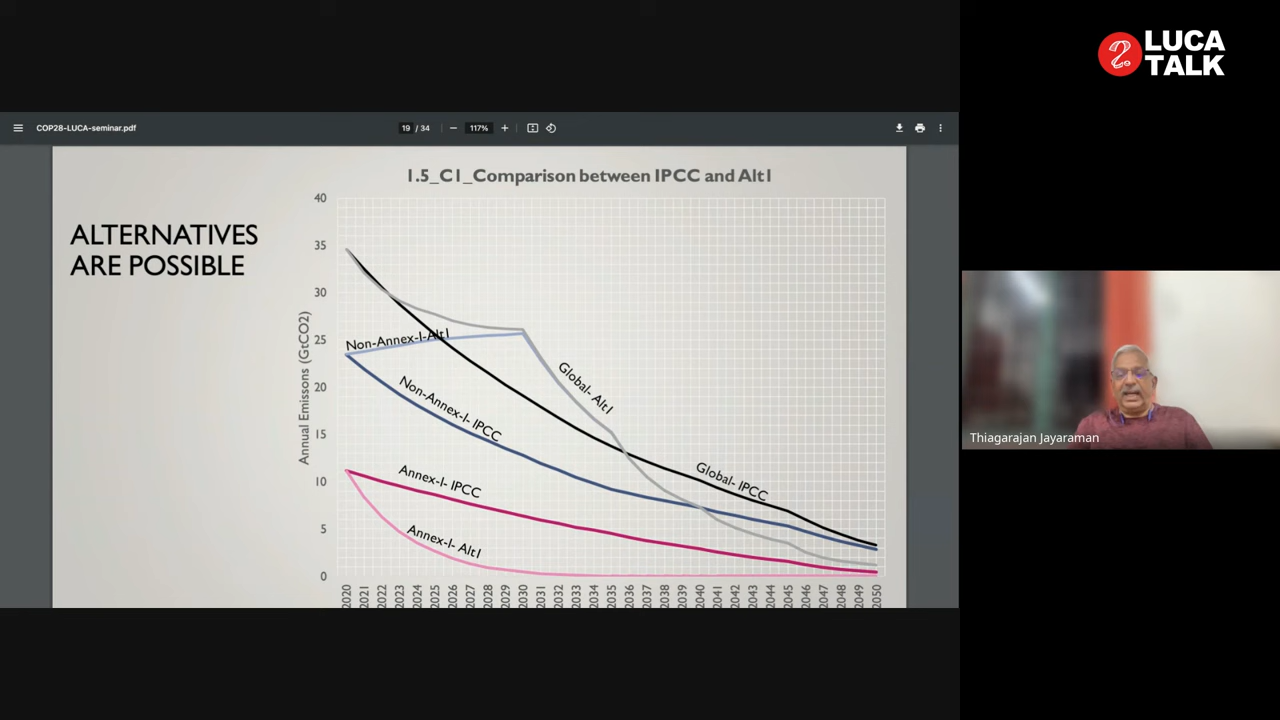 LUCA
TALK
COP28-LUCA-seminar.pdf
19 / 34
117%
1.5_C1_Comparison between IPCC and Alt1
ALTERNATIVES
ARE POSSIBLE
Annual Emissons (GtCO2)
40
35
30
25
20
15
10
5
0
Non-Annex-I-Alt1
Non-Annex-I- IPCC
Annex-I- IPCC
Annex-I- Alt1
Global- Alt1
Global- IPCC
2020 2021 2022 2023 2024 2025 2026 2027 2028 2029 2030 2031 2032 2033 2034 2035 2036 2037 2038 2039 2040 2041 2042 2043 2044 2045 2046 2047 2048 2049 2050
Thiagarajan Jayaraman